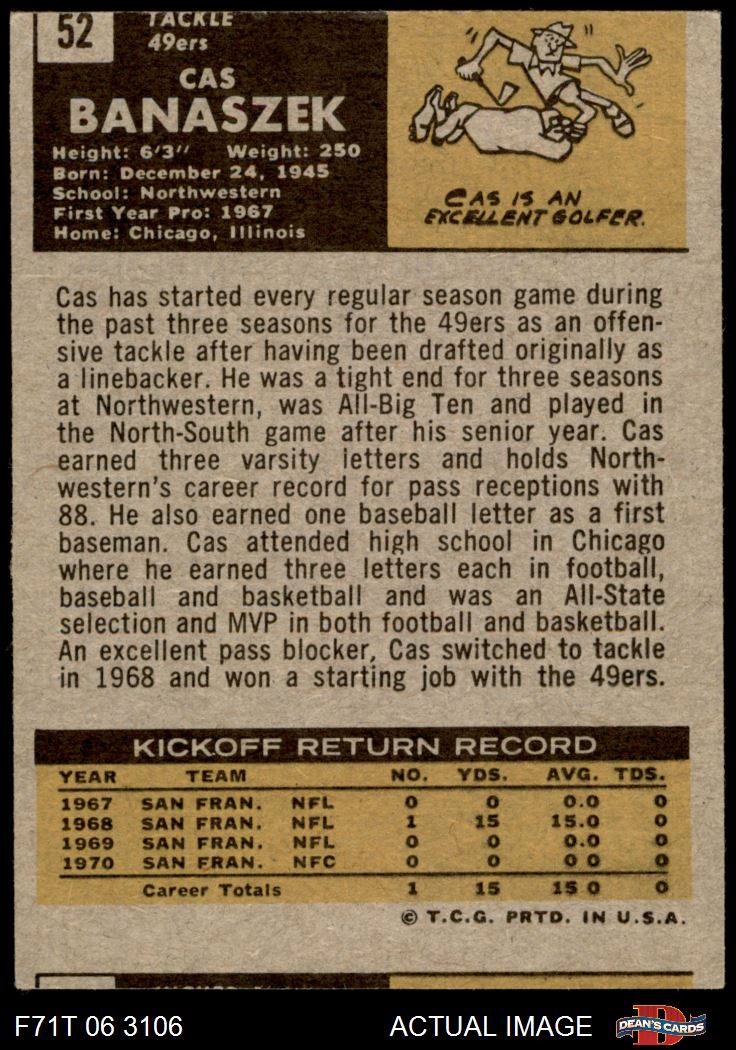 52
TACKLE
49ers
CAS
BANASZEK
Height: 6'3" Weight: 250
Born: December 24, 1945
School: Northwestern
First Year Pro: 1967
Home: Chicago, Illinois
CAS IS AN
EXCELLENT GOLFER.
Cas has started every regular season game during
the past three seasons for the 49ers as an offen-
sive tackle after having been drafted originally as
a linebacker. He was a tight end for three seasons
at Northwestern, was All-Big Ten and played in
the North-South game after his senior year. Cas
earned three varsity letters and holds North-
western's career record for pass receptions with
88. He also earned one baseball letter as a first
baseman. Cas attended high school in Chicago
where he earned three letters each in football,
baseball and basketball and was an All-State
selection and MVP in both football and basketball.
An excellent pass blocker, Cas switched to tackle
in 1968 and won a starting job with the 49ers.
KICKOFF RETURN RECORD
YEAR TEAM NO. YDS. AVG. TDS.
1967 SAN FRAN. NFL 0 0 0.0 0
1968 SAN FRAN. NFL 1 15 15.0 0
1969 SAN FRAN. NFL 0 0 0.0 0
1970 SAN FRAN. NFC 0 0 0 0 0
Career Totals 1 15 15 0 0
© T.C.G. PRTD. IN U.S.A.
F71T 06 3106 ACTUAL IMAGE
D
DEAN'S CARDS